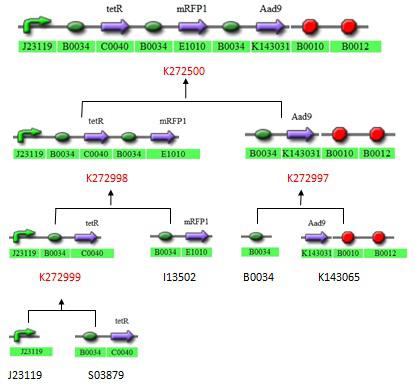 tetR mRFP1 Aad9
J23119 B0034 C0040 B0034 E1010 B0034 K143031 B0010 B0012
K272500
tetR mRFP1
J23119 B0034 C0040 B0034 E1010
Aad9
B0034 K143031 B0010 B0012
K272998 K272997
tetR mRFP1 Aad9
J23119 B0034 C0040 B0034 E1010 B0034 K143031 B0010 B0012
K272999 I13502 B0034 K143065
tetR
J23119 B0034 C0040
J23119 S03879